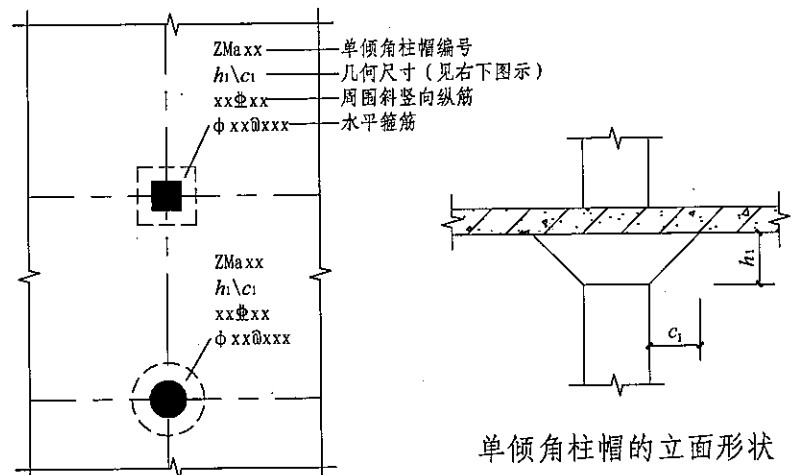 ZMaxx 单倾角柱帽编号
h₁\c₁ 几何尺寸（见右下图示）
xx⏀xx 周围斜竖向纵筋
ϕxx@xxx 水平箍筋
ZMaxx
h₁\c₁
xx⏀xx
ϕxx@xxx
h₁
c₁
单倾角柱帽的立面形状